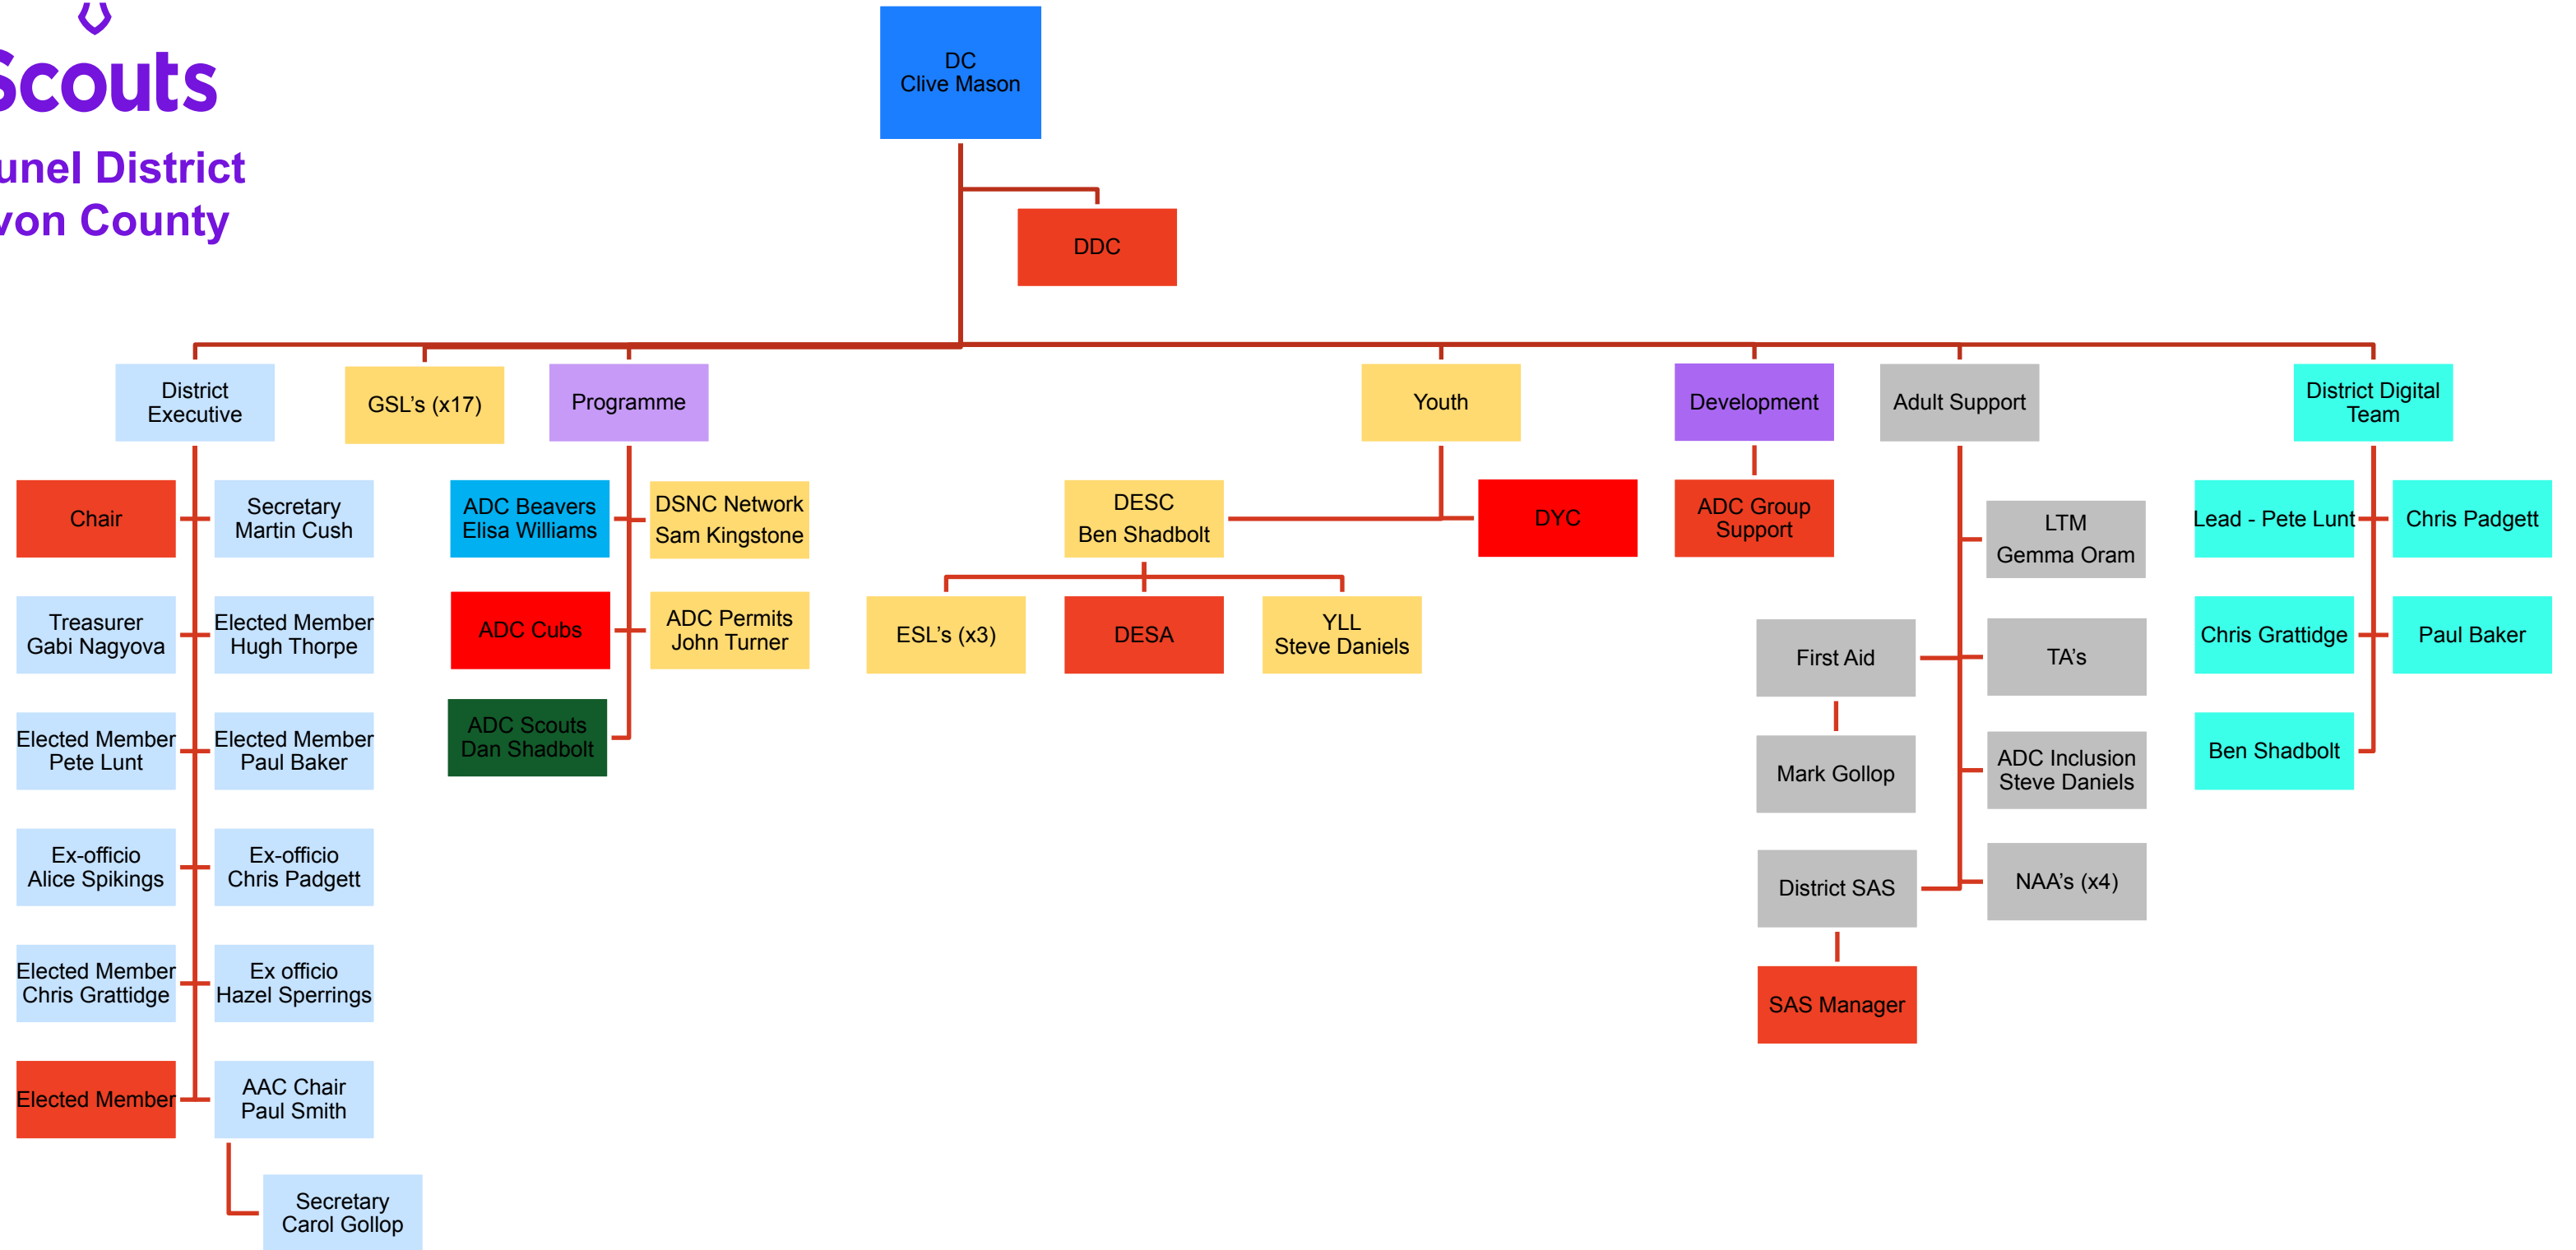 Scouts
unel District
von County
DC
Clive Mason
DDC
District
Executive
GSL’s (x17)
Programme
Youth
Development
Adult Support
District Digital
Team
Chair
Secretary
Martin Cush
Treasurer
Gabi Nagyova
Elected Member
Hugh Thorpe
Elected Member
Pete Lunt
Elected Member
Paul Baker
Ex-officio
Alice Spikings
Ex-officio
Chris Padgett
Elected Member
Chris Grattidge
Ex officio
Hazel Sperrings
Elected Member
AAC Chair
Paul Smith
Secretary
Carol Gollop
ADC Beavers
Elisa Williams
DSNC Network
Sam Kingstone
ADC Cubs
ADC Permits
John Turner
ADC Scouts
Dan Shadbolt
DESC
Ben Shadbolt
DYC
ESL’s (x3)
DESA
YLL
Steve Daniels
ADC Group
Support
LTM
Gemma Oram
First Aid
TA’s
Mark Gollop
ADC Inclusion
Steve Daniels
District SAS
NAA’s (x4)
SAS Manager
Lead - Pete Lunt
Chris Padgett
Chris Grattidge
Paul Baker
Ben Shadbolt